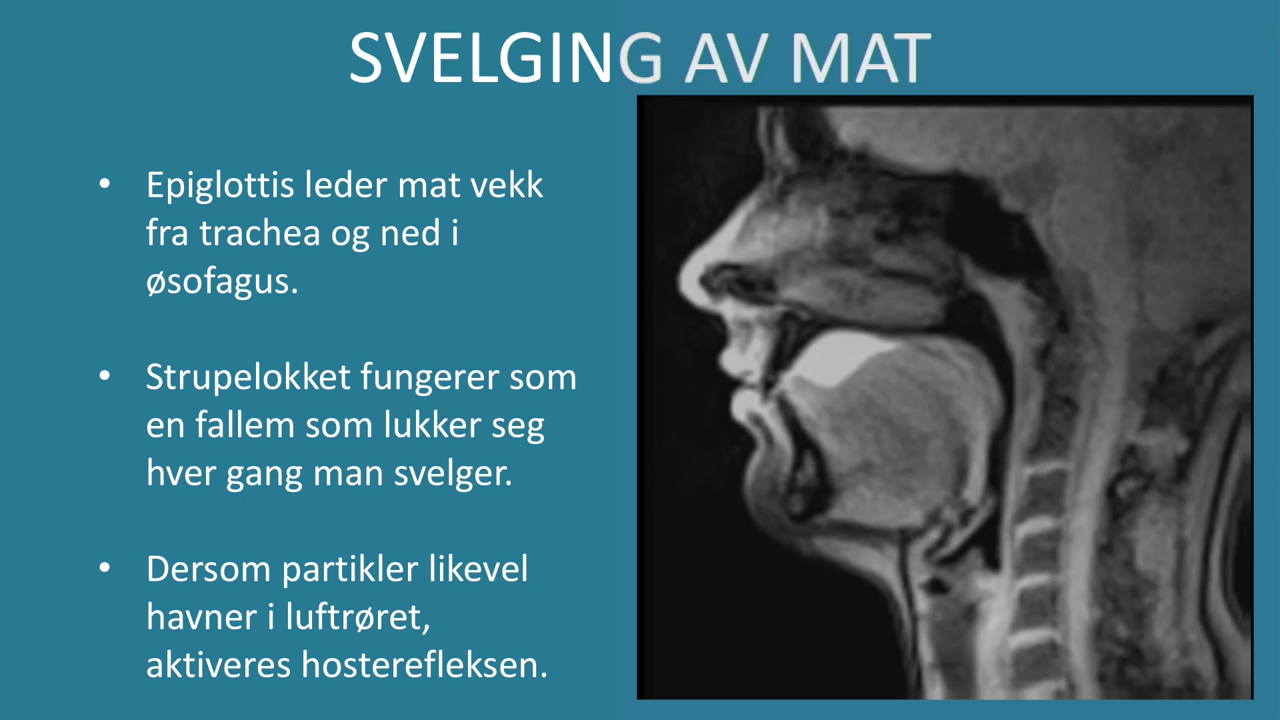 SVELGING AV MAT
• Epiglottis leder mat vekk
fra trachea og ned i
øsofagus.
• Strupelokket fungerer som
en fallem som lukker seg
hver gang man svelger.
• Dersom partikler likevel
havner i luftrøret,
aktiveres hosterefleksen.